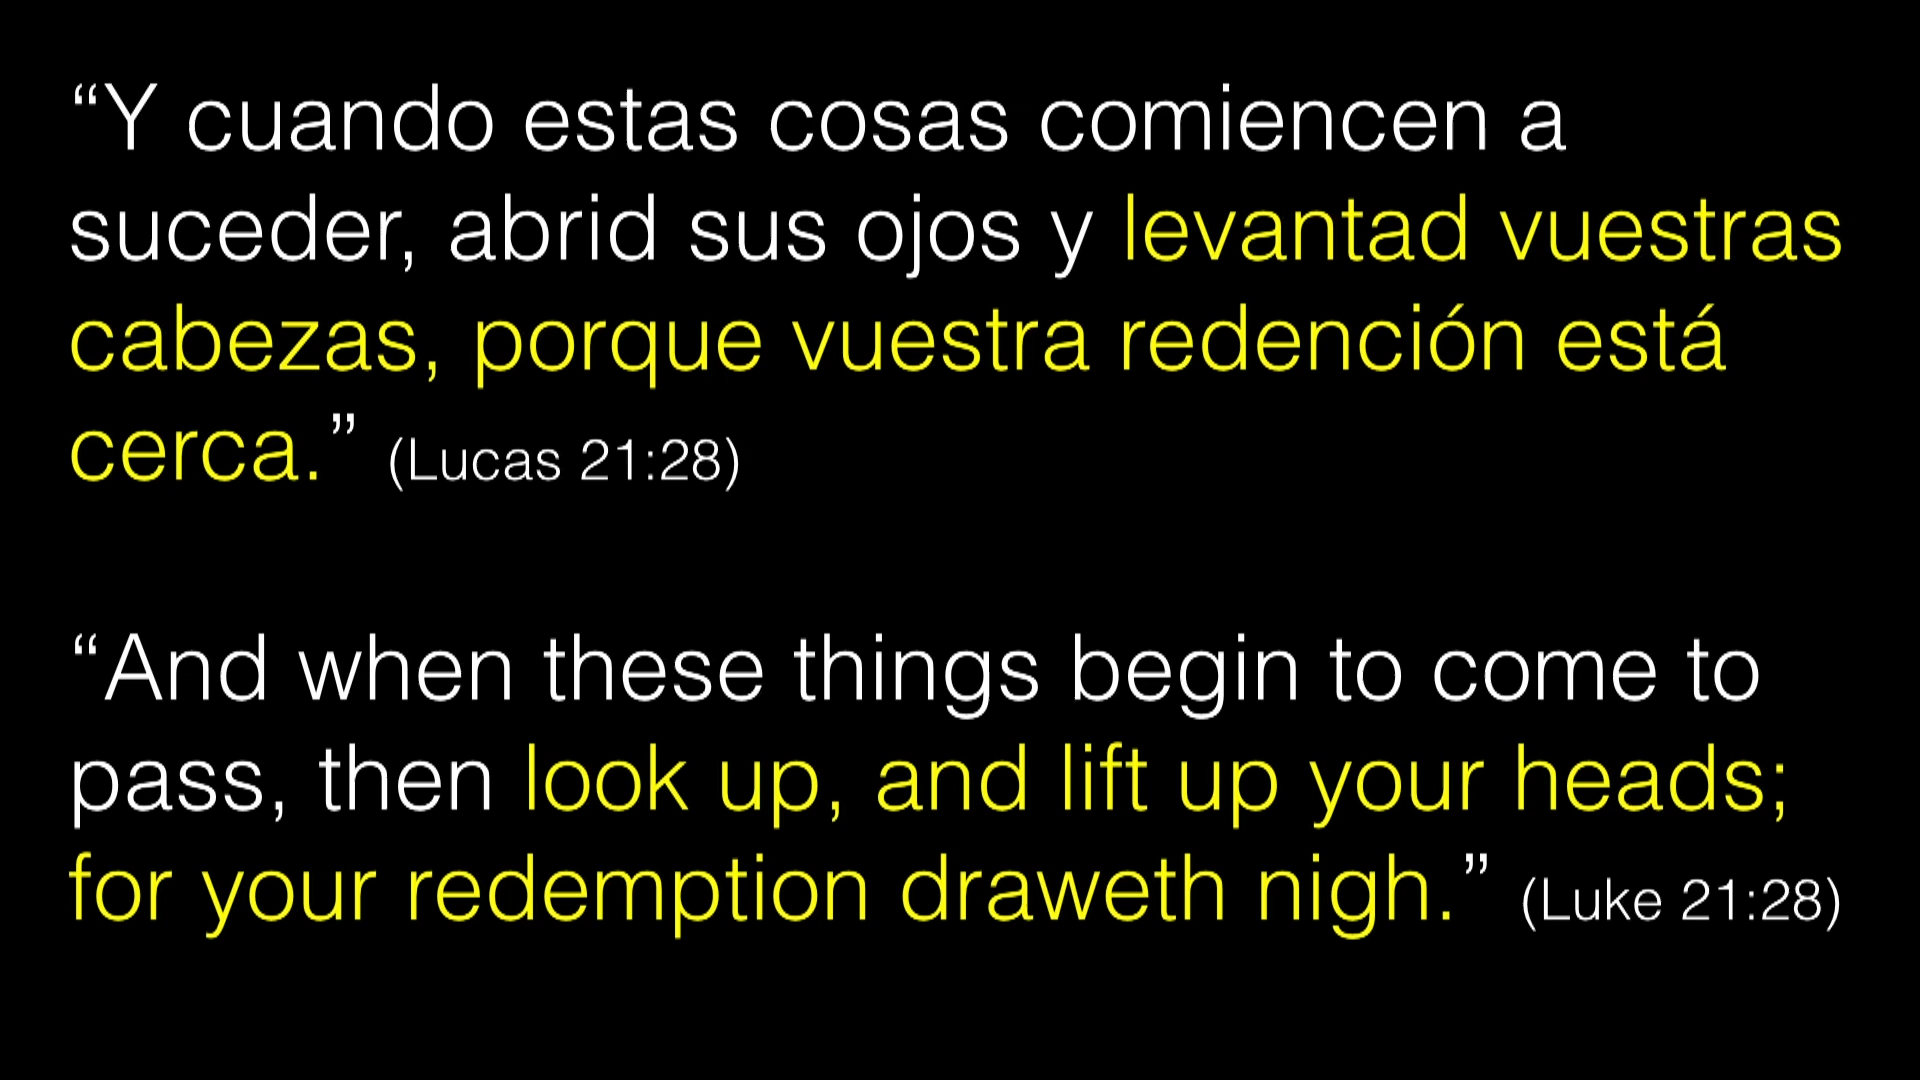 “Y cuando estas cosas comiencen a
suceder, abrid sus ojos y levantad vuestras
cabezas, porque vuestra redención está
cerca.” (Lucas 21:28)
“And when these things begin to come to
pass, then look up, and lift up your heads;
for your redemption draweth nigh.” (Luke 21:28)